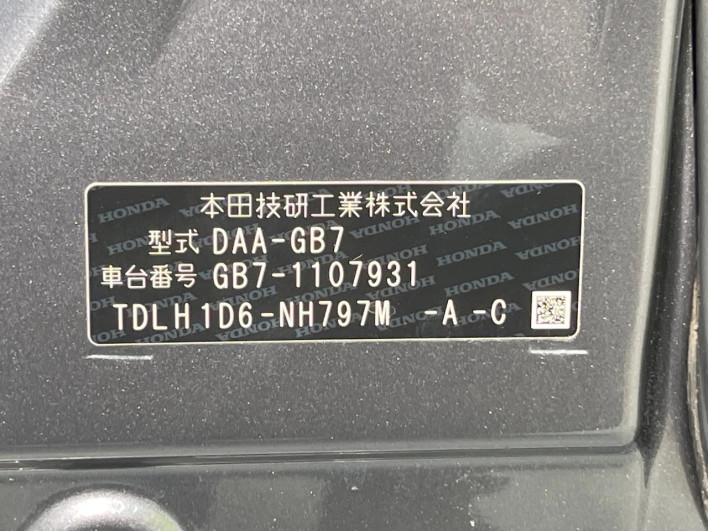 本田技研工業株式会社
型式 DAA-GB7
車台番号 GB7-1107931
TDLH1D6-NH797M -A-C